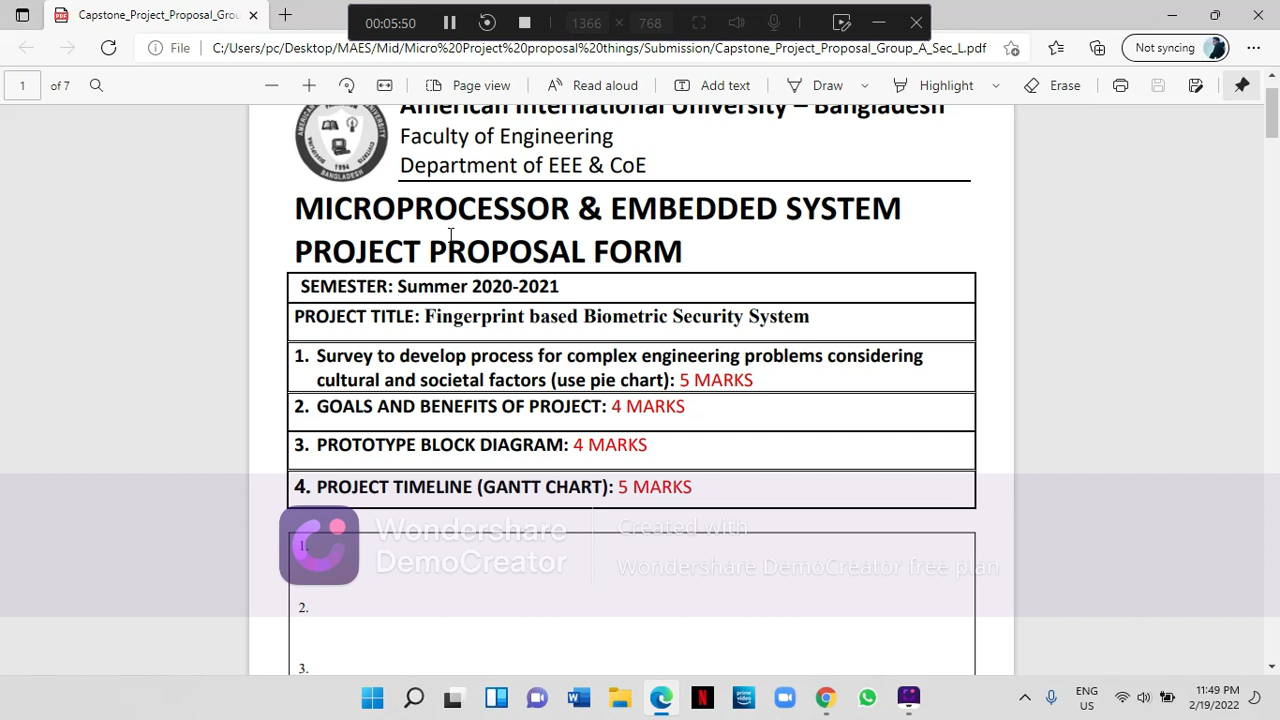 Capstone_Project_Proposal_Grou
00:05:50
1366 × 768
File
C:/Users/pc/Desktop/MAES/Mid/Micro%20Project%20proposal%20things/Submission/Capstone_Project_Proposal_Group_A_Sec_L.pdf
Not syncing
1 of 7
Page view
Read aloud
Add text
Draw
Highlight
Erase
American International University – Bangladesh
Faculty of Engineering
Department of EEE & CoE
MICROPROCESSOR & EMBEDDED SYSTEM
PROJECT PROPOSAL FORM
SEMESTER: Summer 2020-2021
PROJECT TITLE: Fingerprint based Biometric Security System
1. Survey to develop process for complex engineering problems considering
cultural and societal factors (use pie chart): 5 MARKS
2. GOALS AND BENEFITS OF PROJECT: 4 MARKS
3. PROTOTYPE BLOCK DIAGRAM: 4 MARKS
4. PROJECT TIMELINE (GANTT CHART): 5 MARKS
Wondershare
DemoCreator
Created with
Wondershare DemoCreator free plan
1.
2.
3.
ENG
US
11:49 PM
2/19/2022